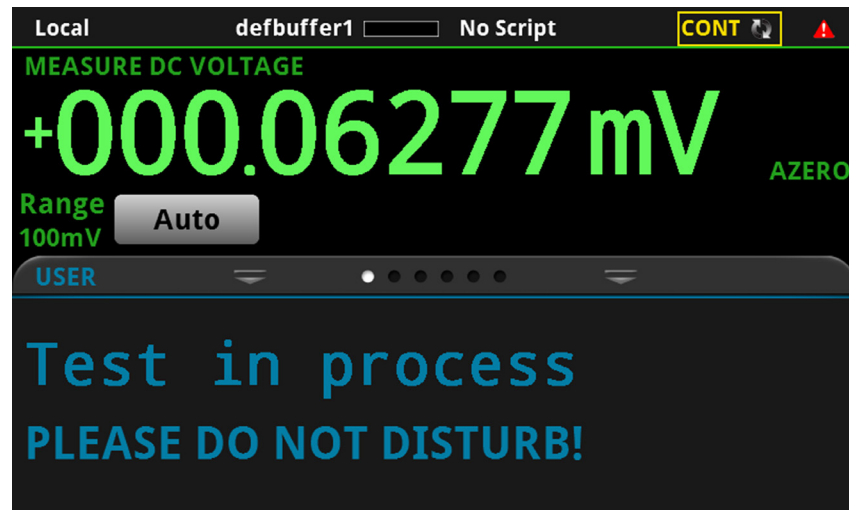 Local defbuffer1 No Script CONT
MEASURE DC VOLTAGE
+000.06277 mV
AZERO
Range
100mV Auto
USER
Test in process
PLEASE DO NOT DISTURB!